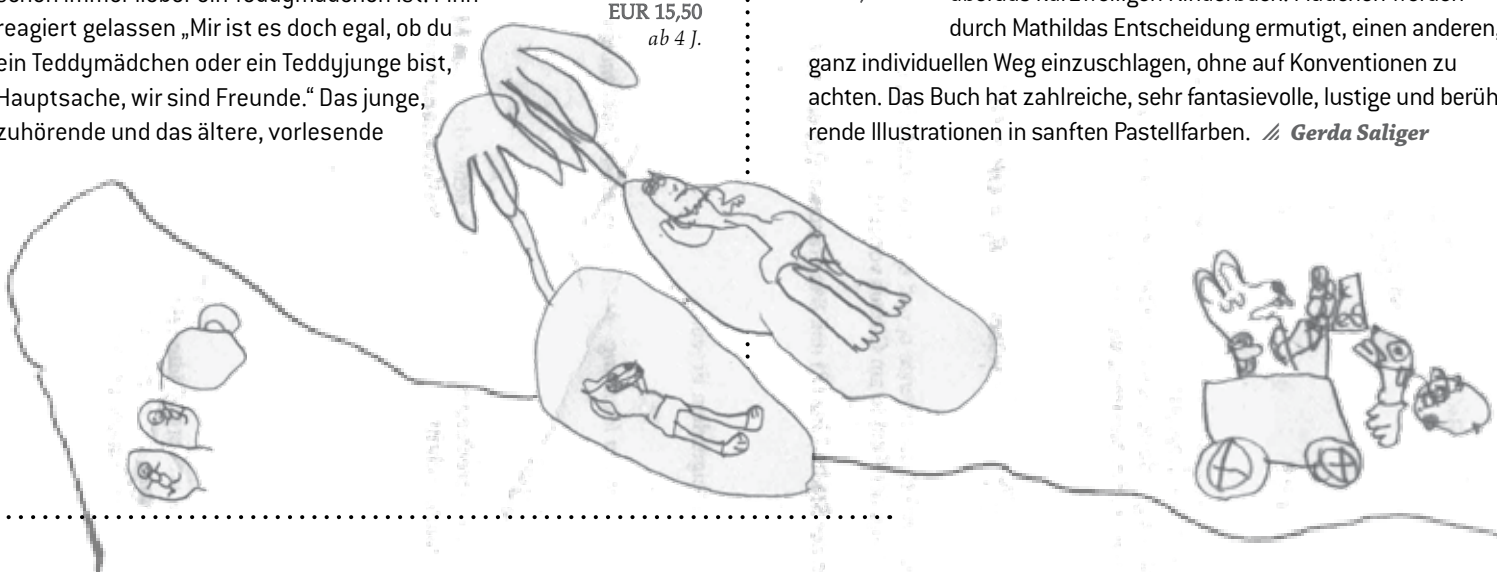 reagiert gelassen „Mir ist es doch egal, ob du
ein Teddymädchen oder ein Teddyjunge bist,
Hauptsache, wir sind Freunde.“ Das junge,
zuhörende und das ältere, vorlesende
EUR 15,50
ab 4 J.
durch Mathildas Entscheidung ermutigt, einen anderen,
ganz individuellen Weg einzuschlagen, ohne auf Konventionen zu
achten. Das Buch hat zahlreiche, sehr fantasievolle, lustige und berüh
rende Illustrationen in sanften Pastellfarben. Gerda Saliger